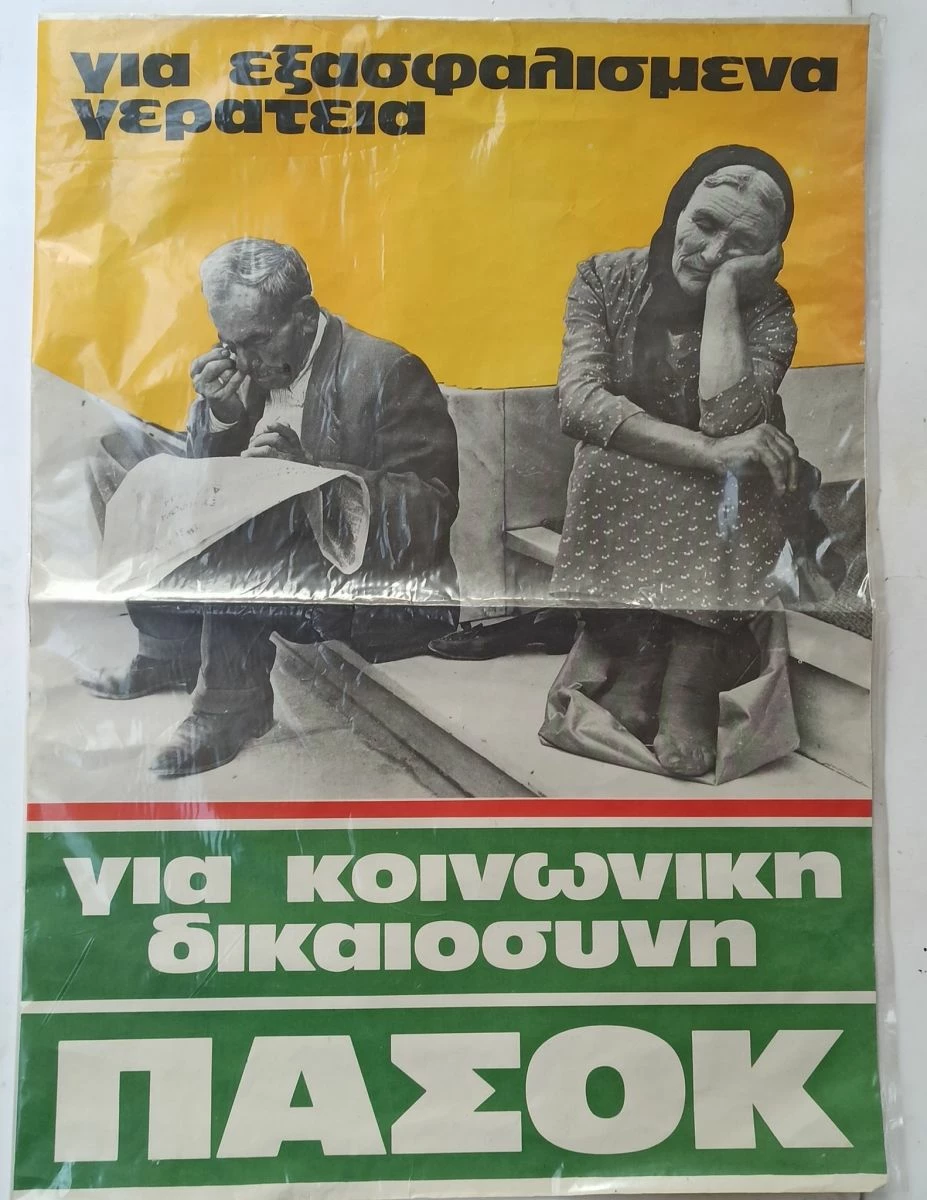 για εξασφαλισμενα
γερατεια
για κοινωνικη
δικαιοσυνη
ΠΑΣΟΚ